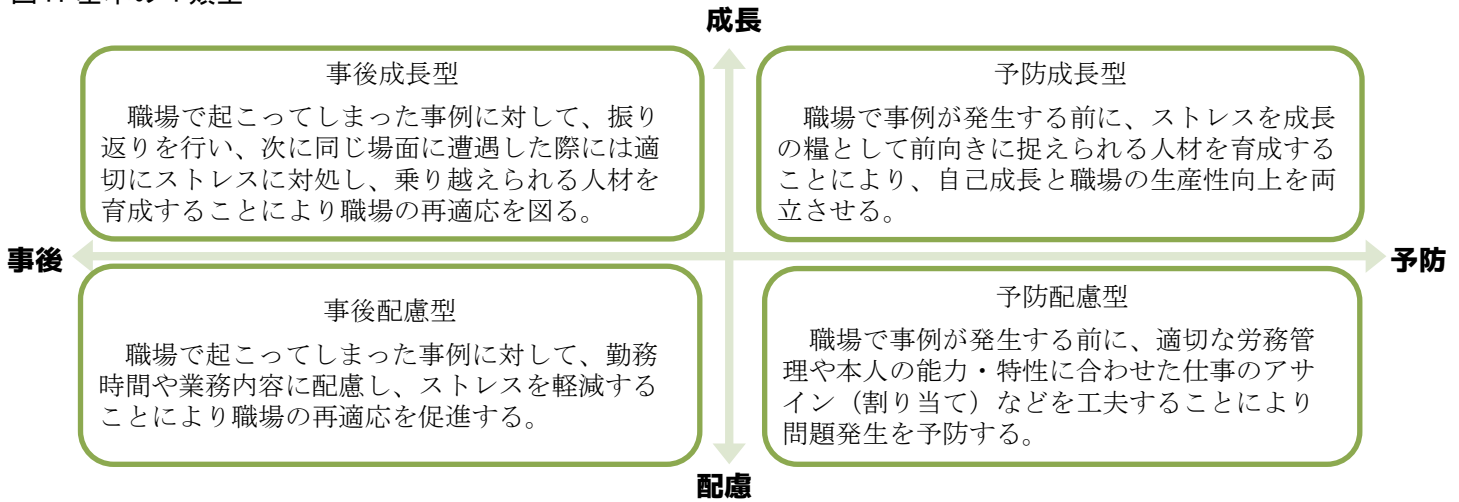 成長
事後成長型
職場で起こってしまった事例に対して、振り
返りを行い、次に同じ場面に遭遇した際には適
切にストレスに対処し、乗り越えられる人材を
育成することにより職場の再適応を図る。
予防成長型
職場で事例が発生する前に、ストレスを成長
の糧として前向きに捉えられる人材を育成する
ことにより、自己成長と職場の生産性向上を両
立させる。
事後
予防
事後配慮型
職場で起こってしまった事例に対して、勤務
時間や業務内容に配慮し、ストレスを軽減する
ことにより職場の再適応を促進する。
予防配慮型
職場で事例が発生する前に、適切な労務管
理や本人の能力・特性に合わせた仕事のアサ
イン（割り当て）などを工夫することにより
問題発生を予防する。
配慮